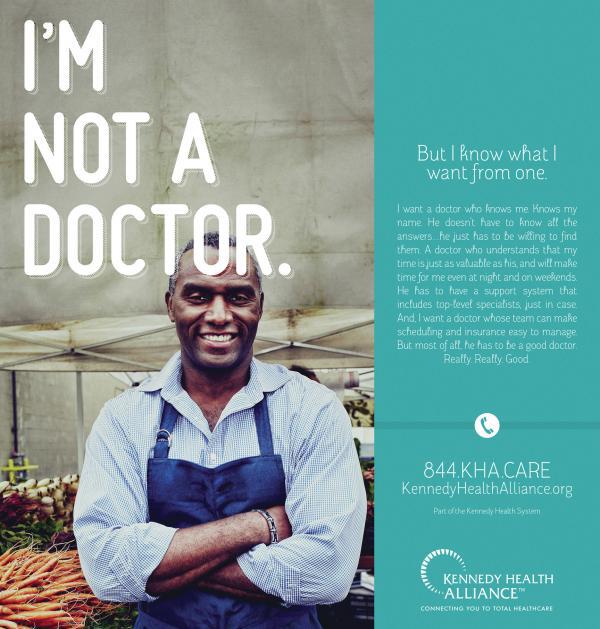 I'M
NOT A
DOCTOR.
But I know what I
want from one.
I want a doctor who knows me. Knows my
name. He doesn't have to know all the
answers...he just has to be willing to find
them. A doctor who understands that my
time is just as valuable as his, and will make
time for me even at night and on weekends.
He has to have a support system that
includes top-level specialists, just in case.
And, I want a doctor whose team can make
scheduling and insurance easy to manage.
But most of all, he has to be a good doctor.
Really. Really. Good.
844.KHA.CARE
KennedyHealthAlliance.org
Part of the Kennedy Health System
KENNEDY HEALTH
ALLIANCE™
CONNECTING YOU TO TOTAL HEALTHCARE